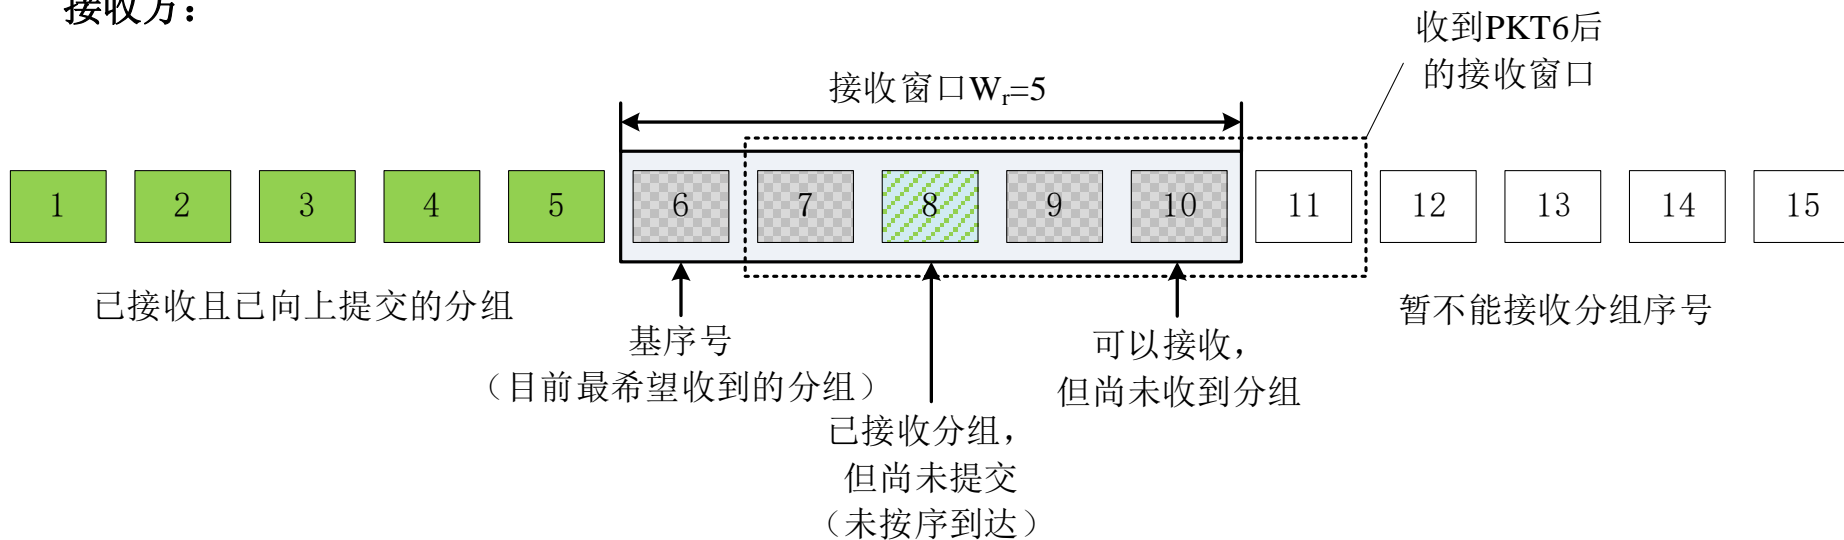 接收方：
收到PKT6后
的接收窗口
接收窗口Wr=5
1 2 3 4 5 6 7 8 9 10 11 12 13 14 15
已接收且已向上提交的分组
暂不能接收分组序号
基序号
（目前最希望收到的分组）
可以接收，
但尚未收到分组
已接收分组，
但尚未提交
（未按序到达）